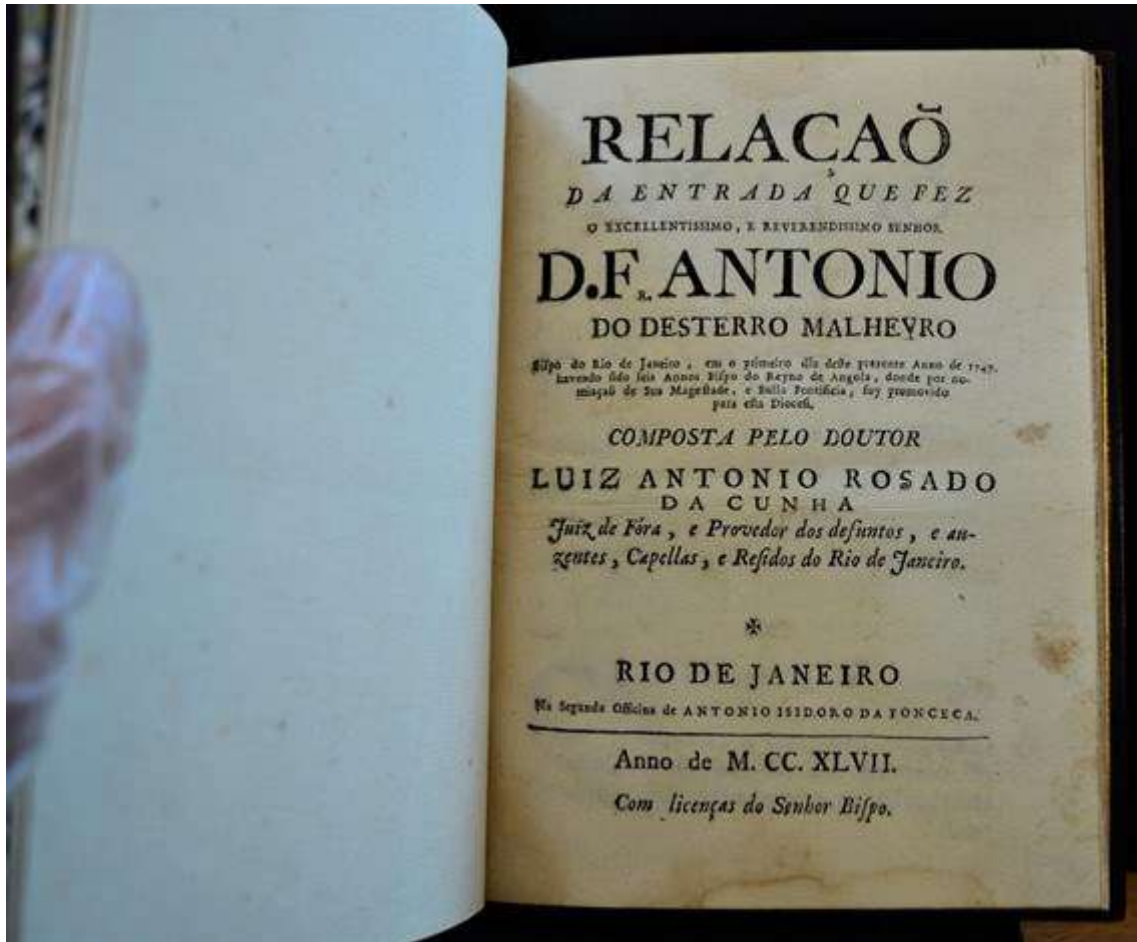 RELAÇAÕ
DA ENTRADA QUE FEZ
O EXCELLENTISSIMO, E REVERENDISSIMO SENHOR
D.Fr. ANTONIO
DO DESTERRO MALHEYRO
Bispo do Rio de Janeiro, em o primeiro dia deste prezente Anno de 1747.
havendo sido seis Annos Bispo do Reyno de Angola, donde por no-
miaçaõ de Sua Magestade, e Bulla Pontificia, foy promovido
para esta Diocesi.
COMPOSTA PELO DOUTOR
LUIZ ANTONIO ROSADO
DA CUNHA
Juiz de Fóra, e Provedor dos defuntos, e au-
zentes, Capellas, e Residos do Rio de Janeiro.
RIO DE JANEIRO
Na Segunda Officina de ANTONIO ISIDORO DA FONCECA.
Anno de M. CC. XLVII.
Com licenças do Senhor Bispo.